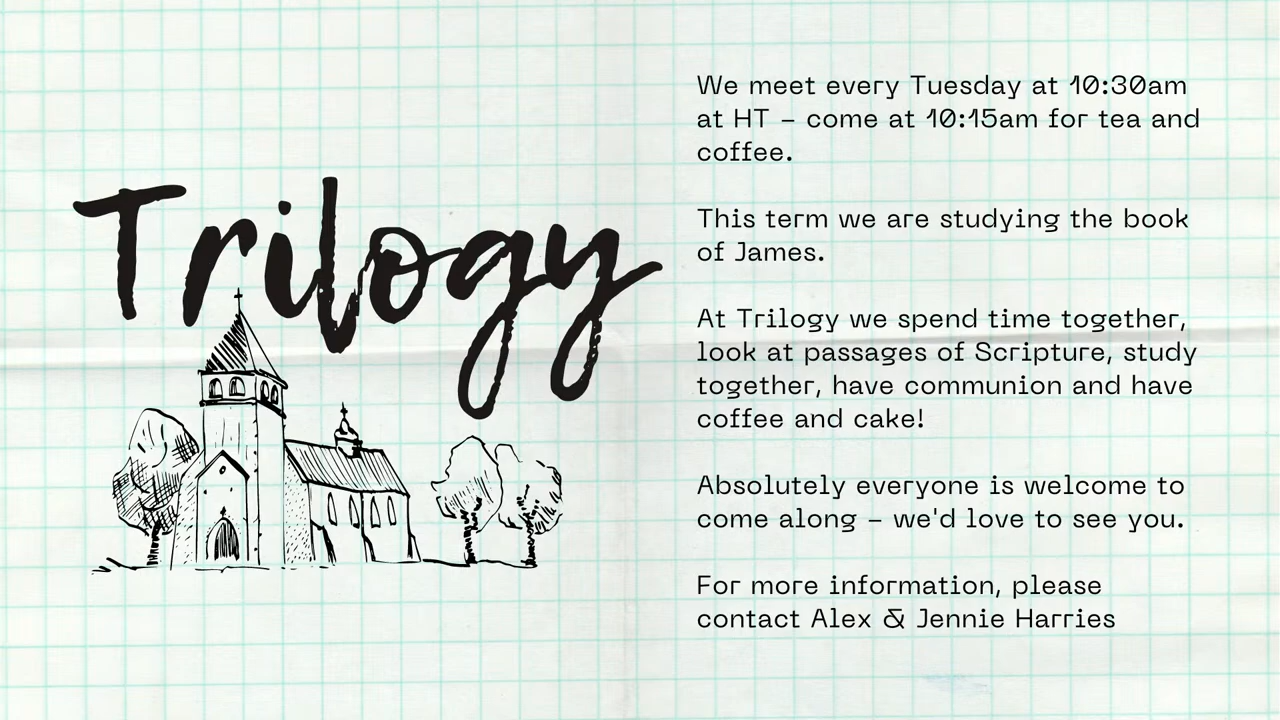 Trilogy
We meet every Tuesday at 10:30am
at HT – come at 10:15am for tea and
coffee.
This term we are studying the book
of James.
At Trilogy we spend time together,
look at passages of Scripture, study
together, have communion and have
coffee and cake!
Absolutely everyone is welcome to
come along – we'd love to see you.
For more information, please
contact Alex & Jennie Harries